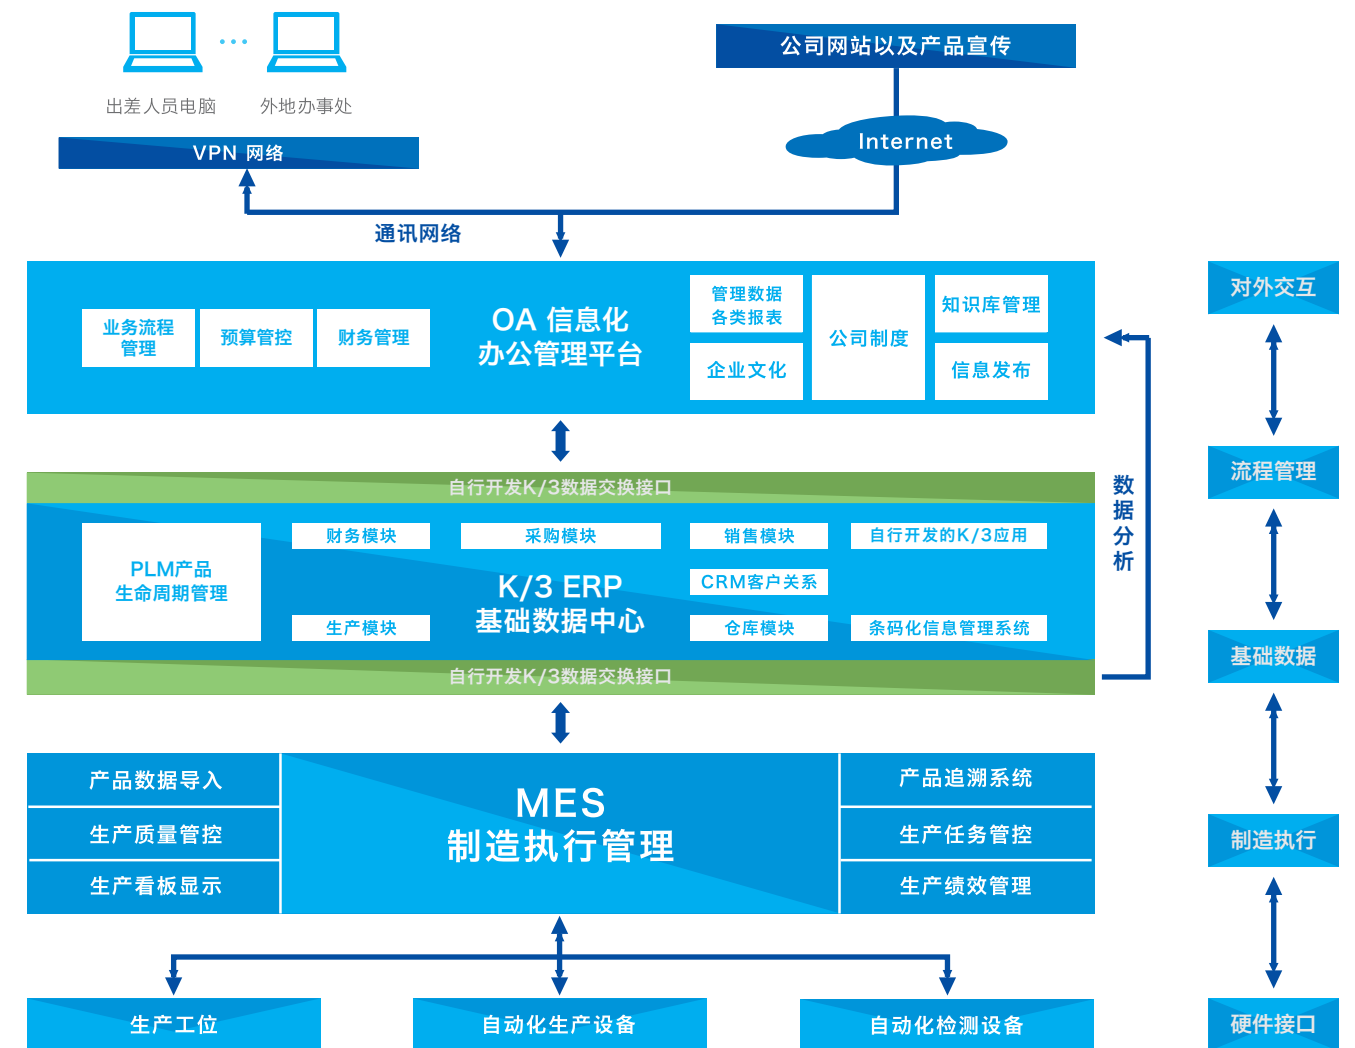 公司网站以及产品宣传
出差人员电脑
外地办事处
Internet
VPN 网络
通讯网络
业务流程
管理
预算管控
财务管理
OA 信息化
办公管理平台
管理数据
各类报表
企业文化
公司制度
知识库管理
信息发布
对外交互
自行开发K/3数据交换接口
PLM产品
生命周期管理
财务模块
采购模块
销售模块
自行开发的K/3应用
CRM客户关系
K/3 ERP
基础数据中心
生产模块
仓库模块
条码化信息管理系统
自行开发K/3数据交换接口
数
据
分
析
流程管理
基础数据
产品数据导入
生产质量管控
生产看板显示
MES
制造执行管理
产品追溯系统
生产任务管控
生产绩效管理
制造执行
生产工位
自动化生产设备
自动化检测设备
硬件接口